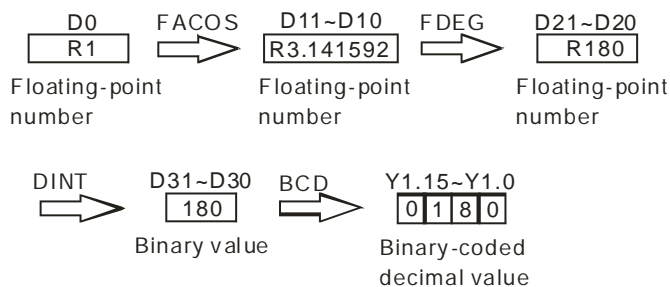 D0 FACOS D11~D10 FDEG D21~D20
R1 R3.141592 R180
Floating-point Floating-point Floating-point
number number number
DINT D31~D30 BCD Y1.15~Y1.0
180 0 1 8 0
Binary value Binary-coded
decimal value